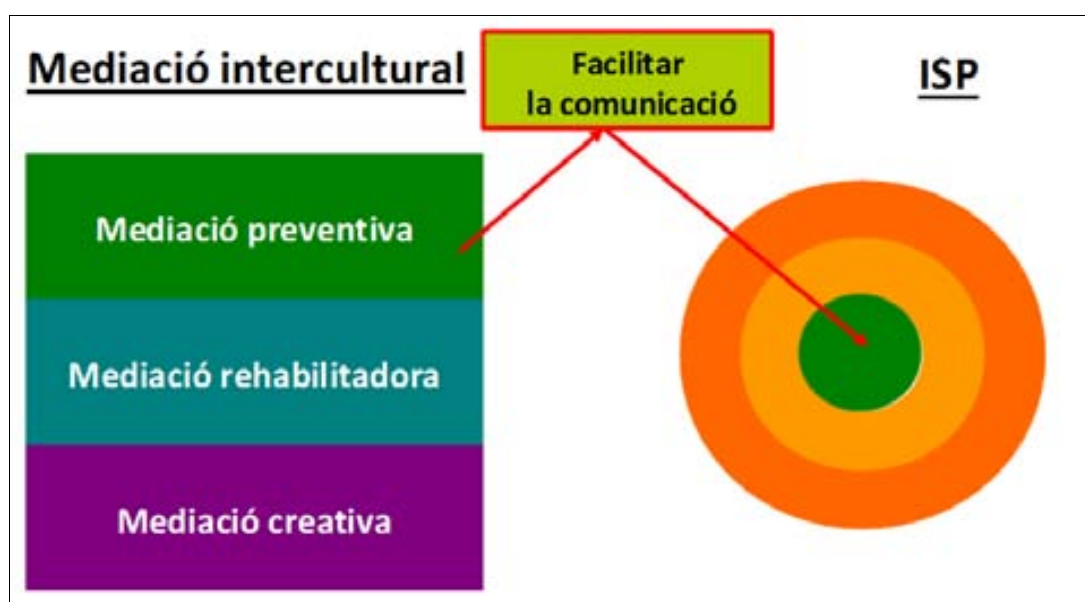 Mediació intercultural
Facilitar
la comunicació
ISP
Mediació preventiva
Mediació rehabilitadora
Mediació creativa